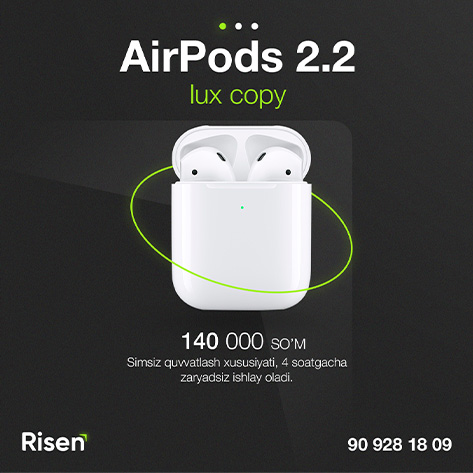 AirPods 2.2
lux copy
140 000 SO'M
Simsiz quvvatlash xususiyati, 4 soatgacha
zaryadsiz ishlay oladi.
Risen
90 928 18 09